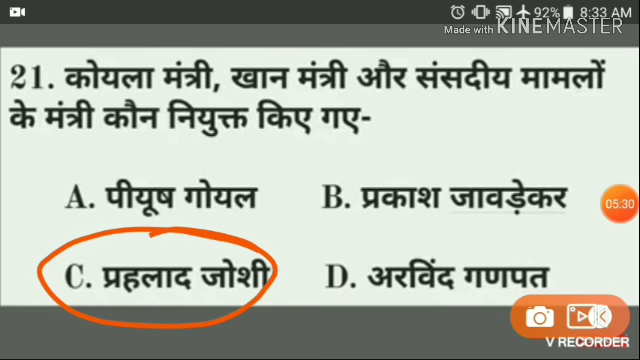 92% 8:33 AM
Made with KINEMASTER
21. कोयला मंत्री, खान मंत्री और संसदीय मामलों
के मंत्री कौन नियुक्त किए गए-
A. पीयूष गोयल B. प्रकाश जावड़ेकर
05:30
C. प्रहलाद जोशी D. अरविंद गणपत
V RECORDER